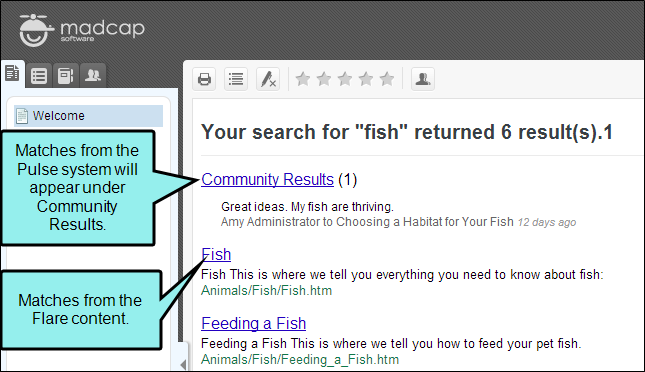 madcap
software
Welcome
Your search for "fish" returned 6 result(s).1
Matches from the
Pulse system will
appear under
Community
Results.
Community Results (1)
Great ideas. My fish are thriving.
Amy Administrator to Choosing a Habitat for Your Fish 12 days ago
Matches from the
Flare content.
Fish
Fish This is where we tell you everything you need to know about fish:
Animals/Fish/Fish.htm
Feeding a Fish
Feeding a Fish This is where we tell you how to feed your pet fish.
Animals/Fish/Feeding_a_Fish.htm